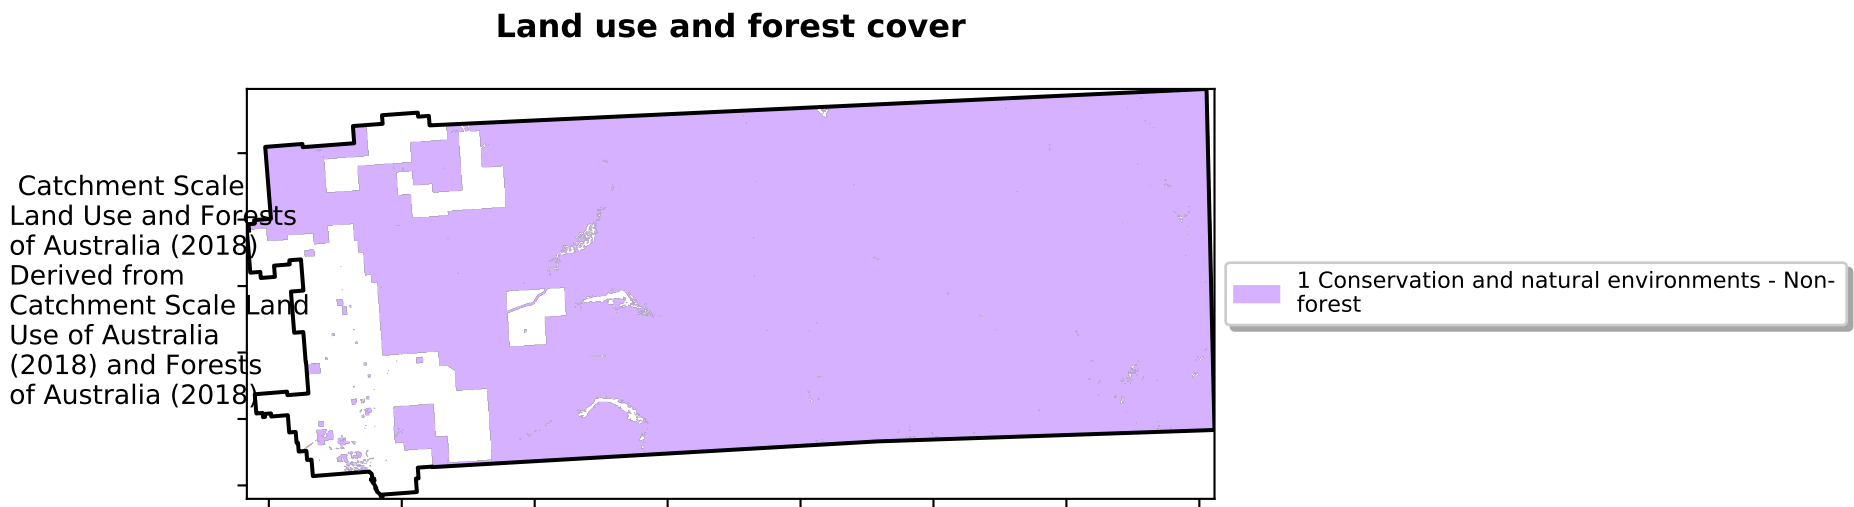 Land use and forest cover
Catchment Scale
Land Use and Forests
of Australia (2018)
Derived from
Catchment Scale Land
Use of Australia
(2018) and Forests
of Australia (2018)
1 Conservation and natural environments - Non-
forest